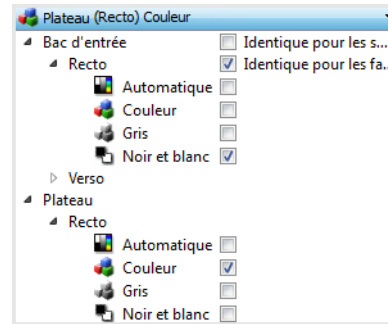 Plateau (Recto) Couleur
Bac d'entrée Identique pour les s...
Recto Identique pour les fa..
Automatique
Couleur
Gris
Noir et blanc
Verso
Plateau
Recto
Automatique
Couleur
Gris
Noir et blanc